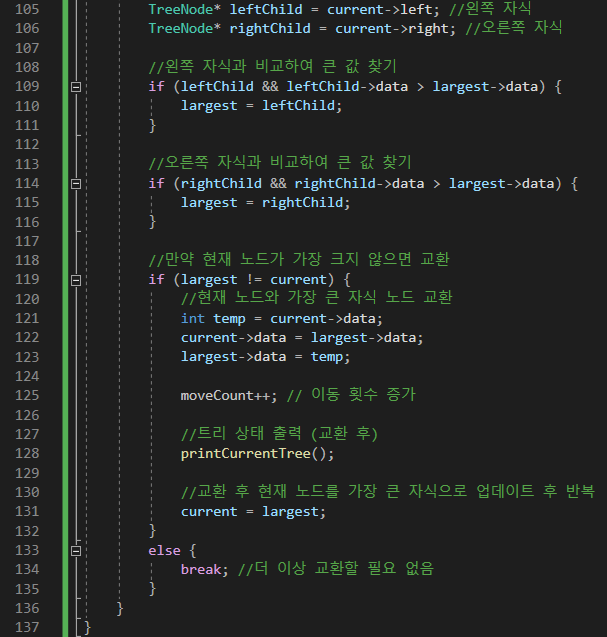 105 TreeNode* leftChild = current->left; //왼쪽 자식
106 TreeNode* rightChild = current->right; //오른쪽 자식
107
108 //왼쪽 자식과 비교하여 큰 값 찾기
109 if (leftChild && leftChild->data > largest->data) {
110 largest = leftChild;
111 }
112
113 //오른쪽 자식과 비교하여 큰 값 찾기
114 if (rightChild && rightChild->data > largest->data) {
115 largest = rightChild;
116 }
117
118 //만약 현재 노드가 가장 크지 않으면 교환
119 if (largest != current) {
120 //현재 노드와 가장 큰 자식 노드 교환
121 int temp = current->data;
122 current->data = largest->data;
123 largest->data = temp;
124
125 moveCount++; // 이동 횟수 증가
126
127 //트리 상태 출력 (교환 후)
128 printCurrentTree();
129
130 //교환 후 현재 노드를 가장 큰 자식으로 업데이트 후 반복
131 current = largest;
132 }
133 else {
134 break; //더 이상 교환할 필요 없음
135 }
136 }
137 }